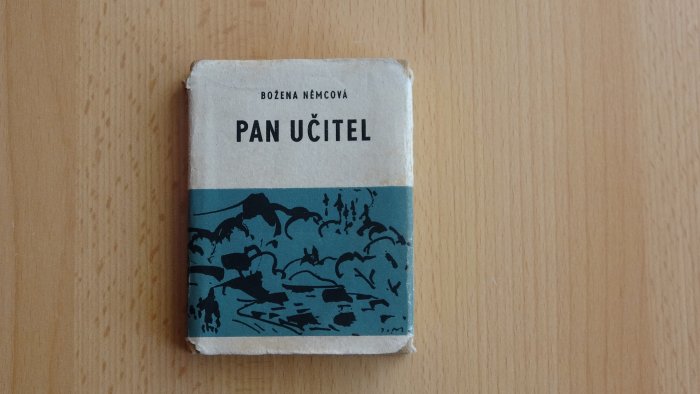 BOŽENA NĚMCOVÁ
PAN UČITEL